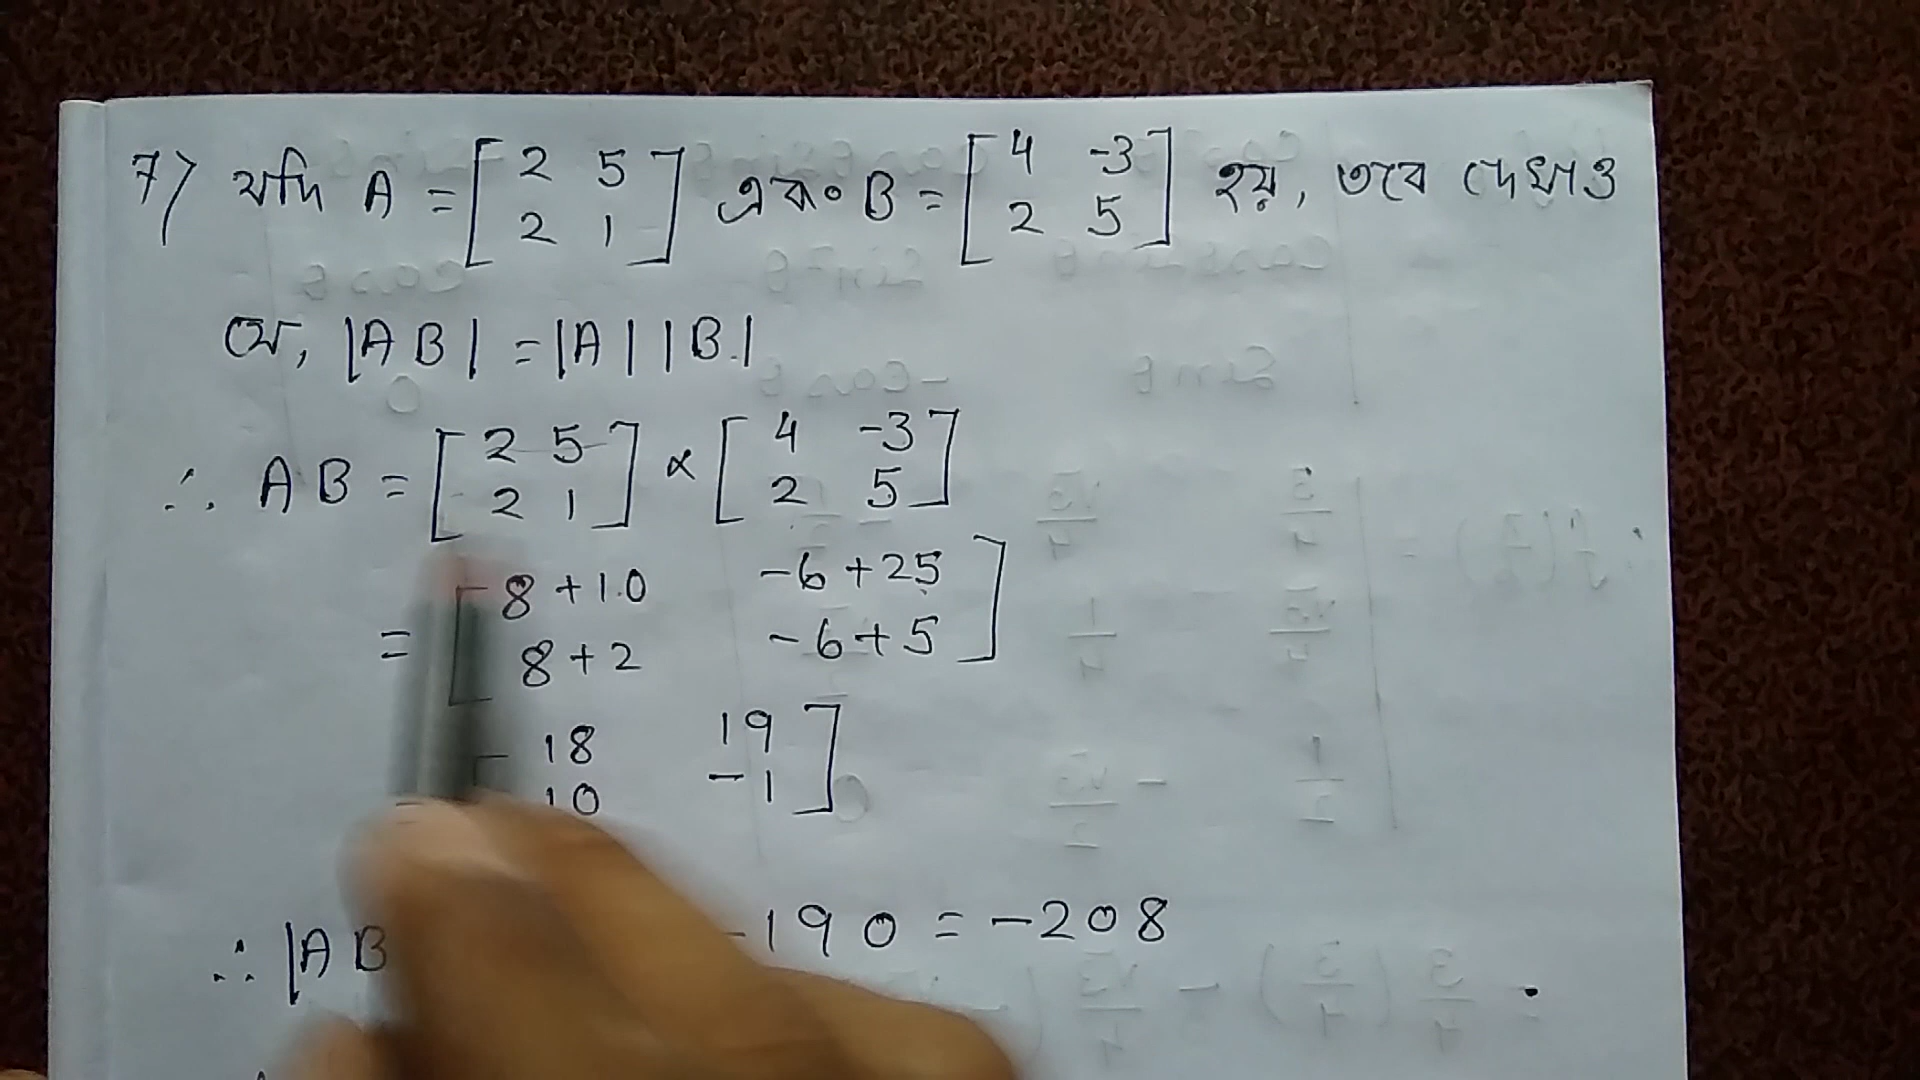 7) যদি A = [ 2 5 এবং B = [ 4 -3 হয়, তবে দেখাও
2 1 ] 2 5 ]
যে, |AB| = |A| |B|
∴ AB = [ 2 5 × [ 4 -3
2 1 ] 2 5 ]
= [ 8 + 10 -6 + 25
8 + 2 -6 + 5 ]
= [ 18 19
10 -1 ]
∴ |AB -190 = -208